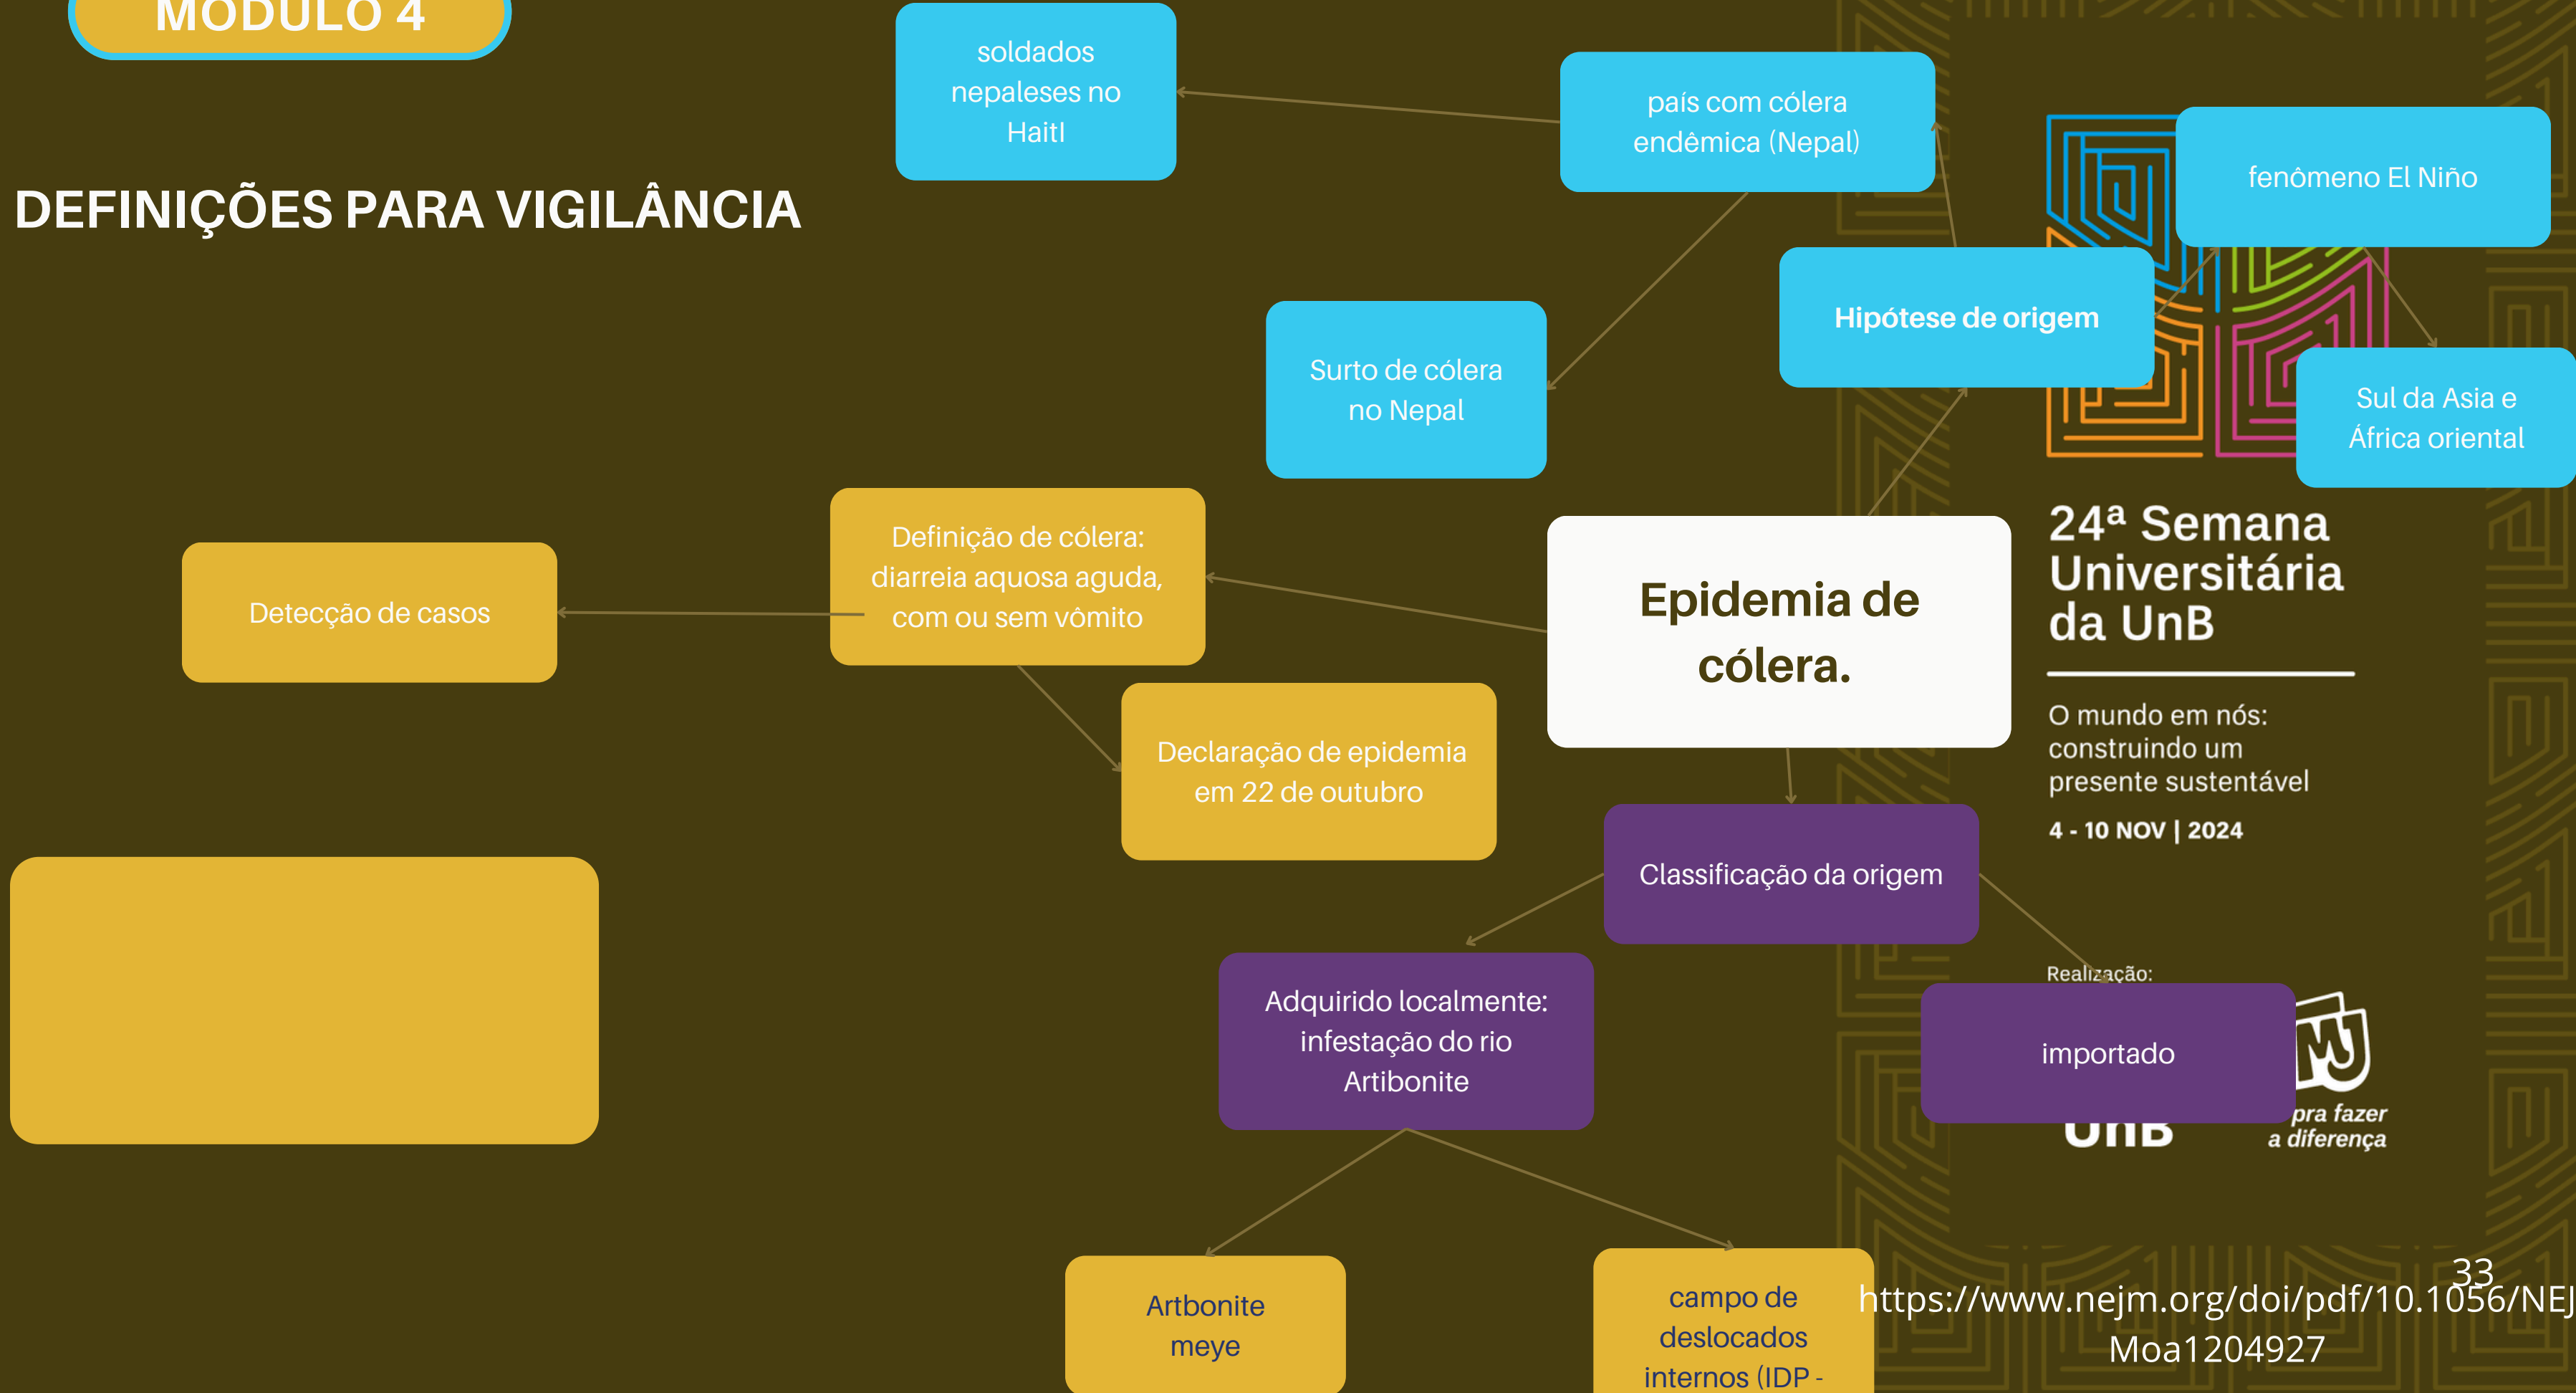 MÓDULO 4
DEFINIÇÕES PARA VIGILÂNCIA
soldados
nepaleses no
HaitI
país com cólera
endêmica (Nepal)
fenômeno El Niño
Hipótese de origem
Surto de cólera
no Nepal
Sul da Asia e
África oriental
Detecção de casos
Definição de cólera:
diarreia aquosa aguda,
com ou sem vômito
Epidemia de
cólera.
Declaração de epidemia
em 22 de outubro
Classificação da origem
Adquirido localmente:
infestação do rio
Artibonite
importado
Artbonite
meye
campo de
deslocados
internos (IDP -
24ª Semana
Universitária
da UnB
O mundo em nós:
construindo um
presente sustentável
4 - 10 NOV | 2024
Realização:
UnB
pra fazer
a diferença
33
https://www.nejm.org/doi/pdf/10.1056/NEJ
Moa1204927